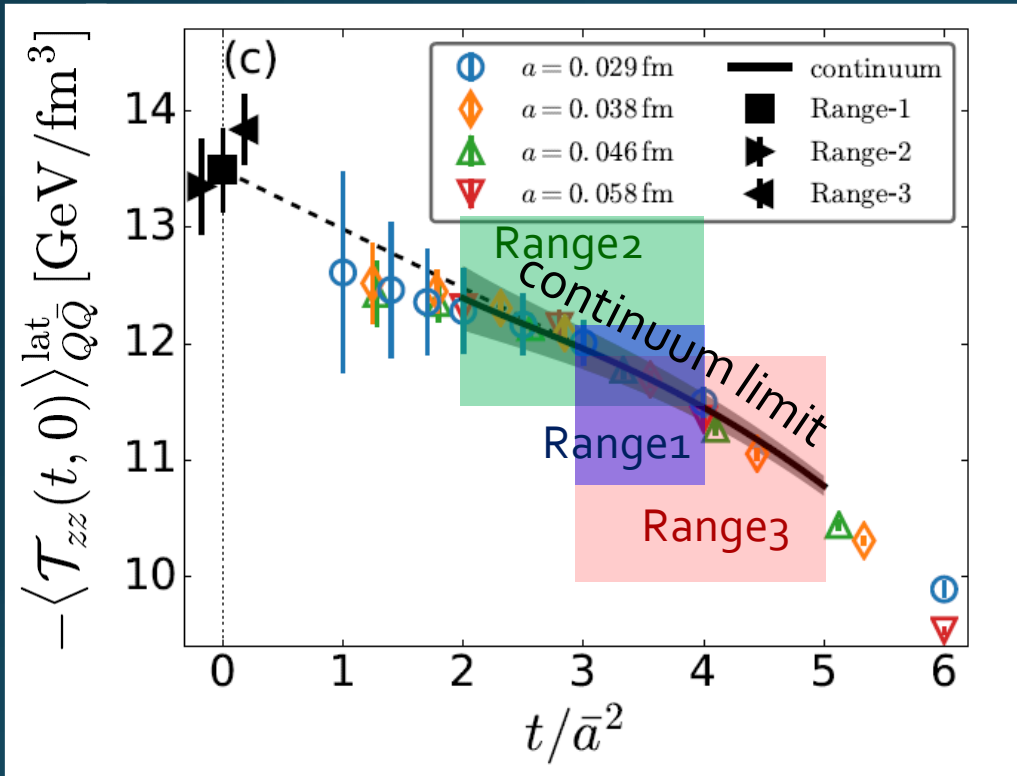 (c)
a = 0.029 fm
a = 0.038 fm
a = 0.046 fm
a = 0.058 fm
continuum
Range-1
Range-2
Range-3
−⟨𝒯zz(t, 0)⟩^lat_QQ̄ [GeV/fm³]
14
13
12
11
10
Range2
continuum limit
Range1
Range3
0 1 2 3 4 5 6
t/ā²